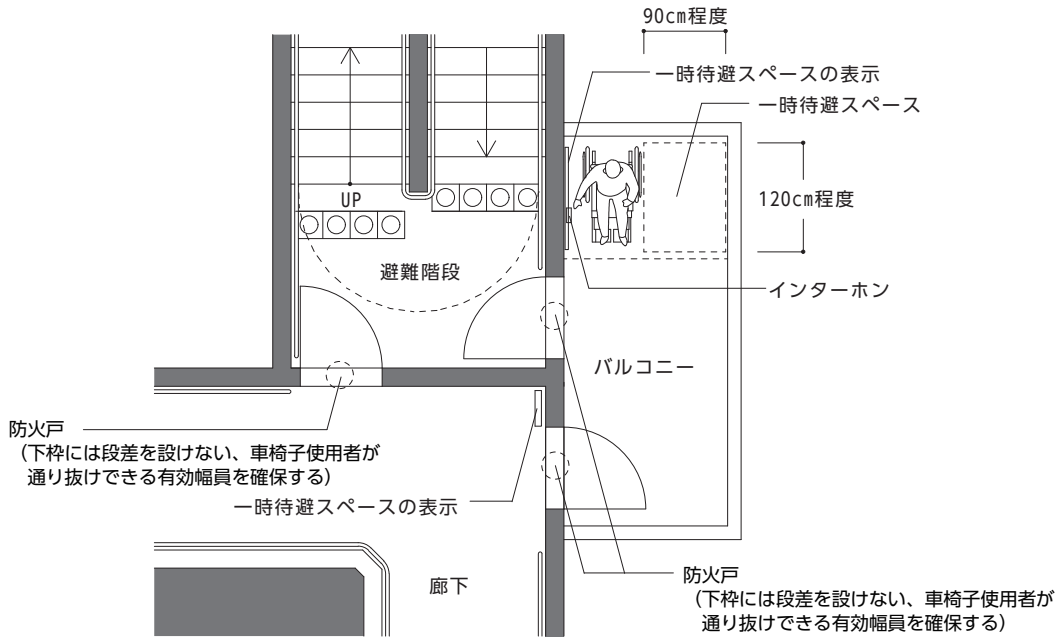 90cm程度
一時待避スペースの表示
一時待避スペース
UP
120cm程度
避難階段
インターホン
バルコニー
防火戸
（下枠には段差を設けない、車椅子使用者が
通り抜けできる有効幅員を確保する）
一時待避スペースの表示
廊下
防火戸
（下枠には段差を設けない、車椅子使用者が
通り抜けできる有効幅員を確保する）